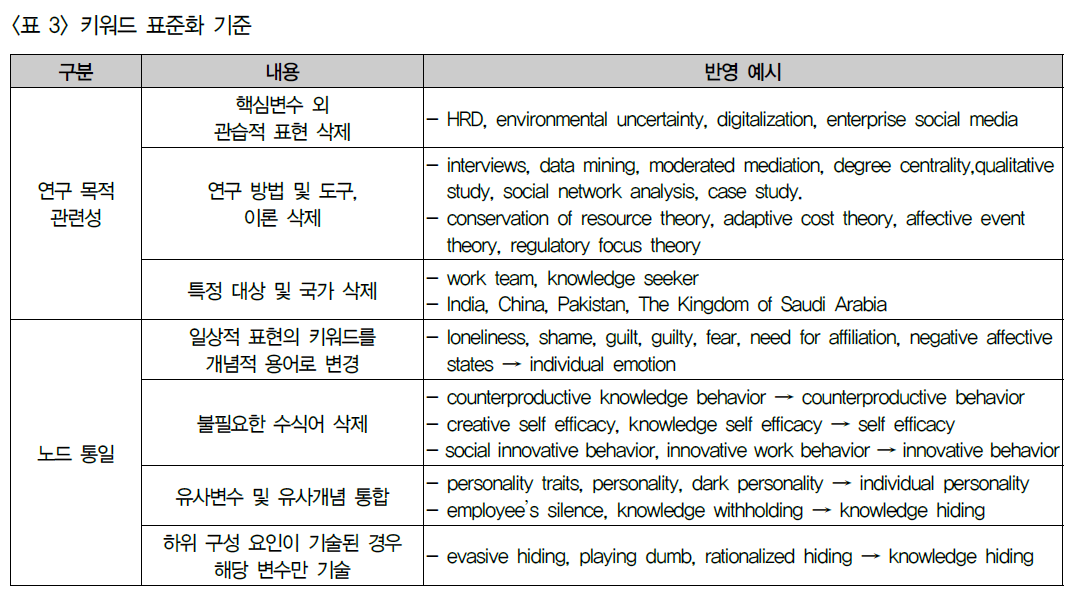 〈표 3〉 키워드 표준화 기준
구분 내용 반영 예시
연구 목적
관련성
핵심변수 외
관습적 표현 삭제
– HRD, environmental uncertainty, digitalization, enterprise social media
연구 방법 및 도구,
이론 삭제
– interviews, data mining, moderated mediation, degree centrality,qualitative
study, social network analysis, case study.
– conservation of resource theory, adaptive cost theory, affective event
theory, regulatory focus theory
특정 대상 및 국가 삭제
– work team, knowledge seeker
– India, China, Pakistan, The Kingdom of Saudi Arabia
노드 통일
일상적 표현의 키워드를
개념적 용어로 변경
– loneliness, shame, guilt, guilty, fear, need for affiliation, negative affective
states → individual emotion
불필요한 수식어 삭제
– counterproductive knowledge behavior → counterproductive behavior
– creative self efficacy, knowledge self efficacy → self efficacy
– social innovative behavior, innovative work behavior → innovative behavior
유사변수 및 유사개념 통합
– personality traits, personality, dark personality → individual personality
– employee's silence, knowledge withholding → knowledge hiding
하위 구성 요인이 기술된 경우
해당 변수만 기술
– evasive hiding, playing dumb, rationalized hiding → knowledge hiding